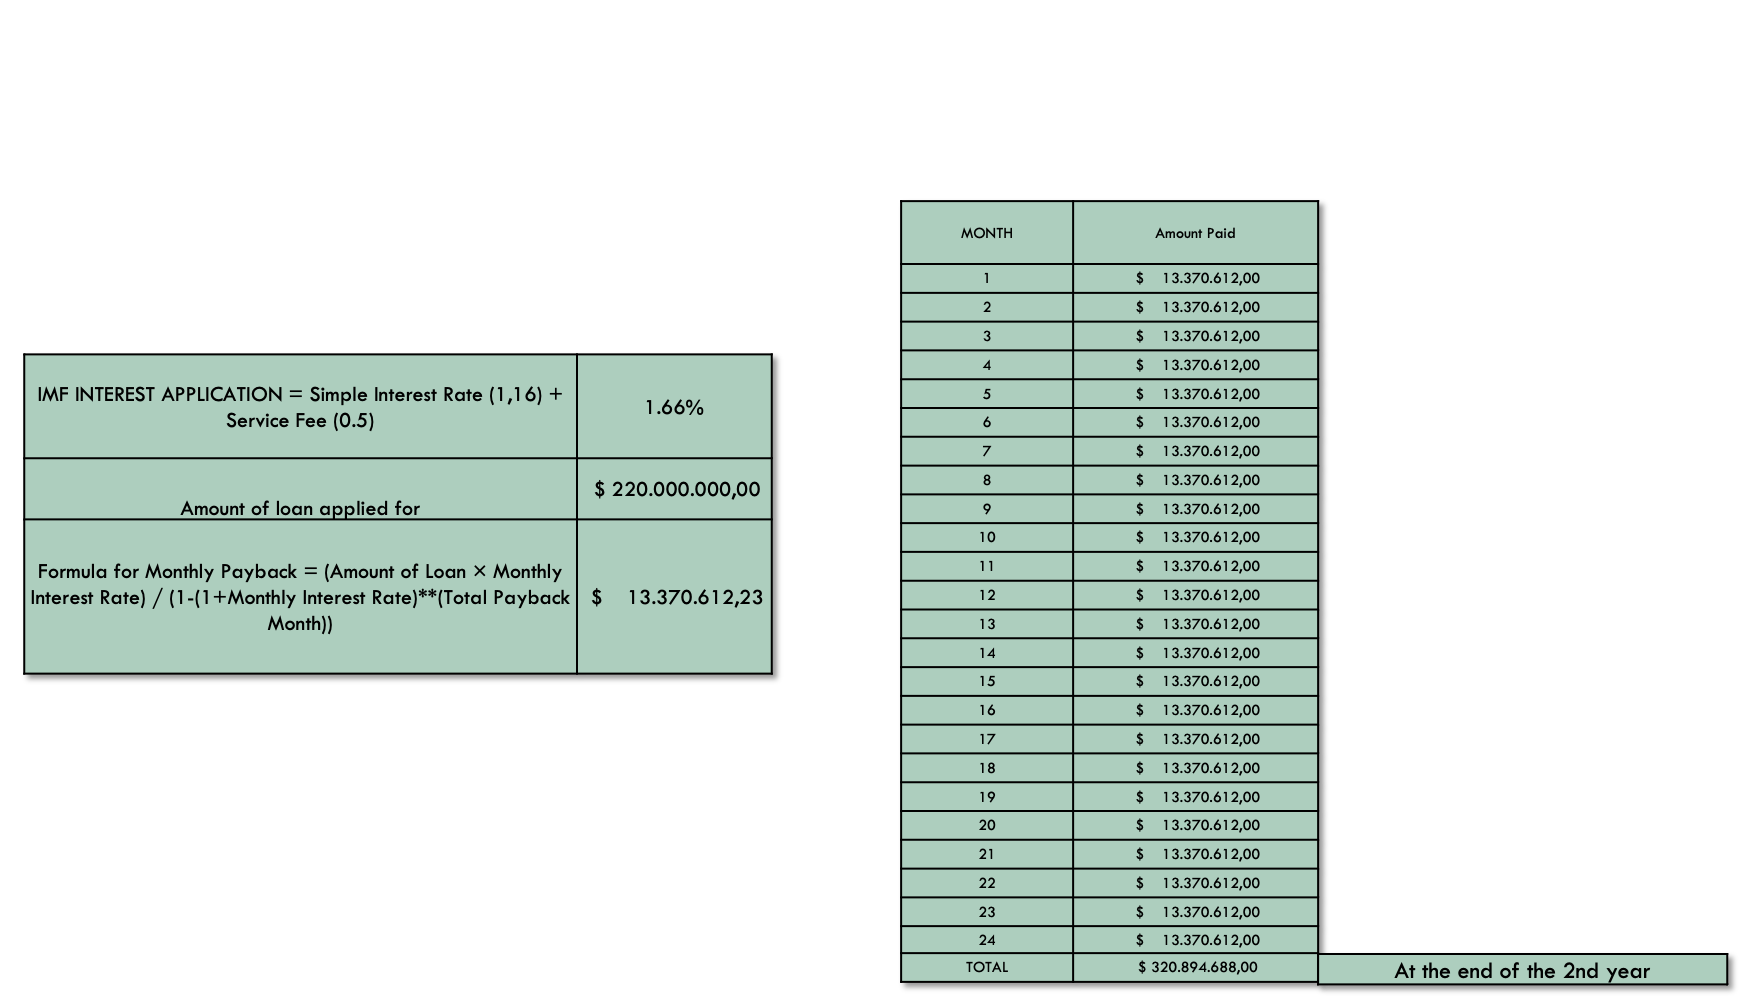 IMF INTEREST APPLICATION = Simple Interest Rate (1,16) +
Service Fee (0.5)
1.66%
Amount of loan applied for
$ 220.000.000,00
Formula for Monthly Payback = (Amount of Loan × Monthly
Interest Rate) / (1-(1+Monthly Interest Rate)**(Total Payback
Month))
$ 13.370.612,23
MONTH Amount Paid
1 $ 13.370.612,00
2 $ 13.370.612,00
3 $ 13.370.612,00
4 $ 13.370.612,00
5 $ 13.370.612,00
6 $ 13.370.612,00
7 $ 13.370.612,00
8 $ 13.370.612,00
9 $ 13.370.612,00
10 $ 13.370.612,00
11 $ 13.370.612,00
12 $ 13.370.612,00
13 $ 13.370.612,00
14 $ 13.370.612,00
15 $ 13.370.612,00
16 $ 13.370.612,00
17 $ 13.370.612,00
18 $ 13.370.612,00
19 $ 13.370.612,00
20 $ 13.370.612,00
21 $ 13.370.612,00
22 $ 13.370.612,00
23 $ 13.370.612,00
24 $ 13.370.612,00
TOTAL $ 320.894.688,00 At the end of the 2nd year